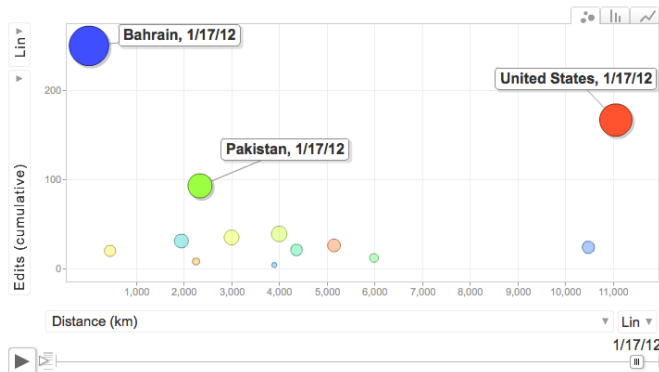 Lin
Bahrain, 1/17/12
United States, 1/17/12
Pakistan, 1/17/12
Edits (cumulative)
200
100
0
1,000 2,000 3,000 4,000 5,000 6,000 7,000 8,000 9,000 10,000 11,000
Distance (km)
Lin
1/17/12